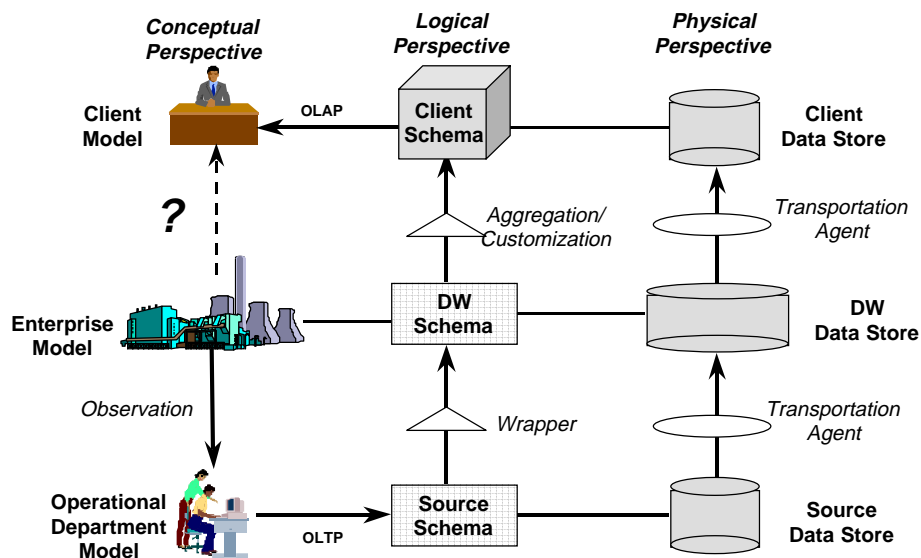 Conceptual
Perspective
Logical
Perspective
Physical
Perspective
Client
Model
OLAP
Client
Schema
Client
Data Store
?
Aggregation/
Customization
Transportation
Agent
Enterprise
Model
DW
Schema
DW
Data Store
Observation
Wrapper
Transportation
Agent
Operational
Department
Model
OLTP
Source
Schema
Source
Data Store